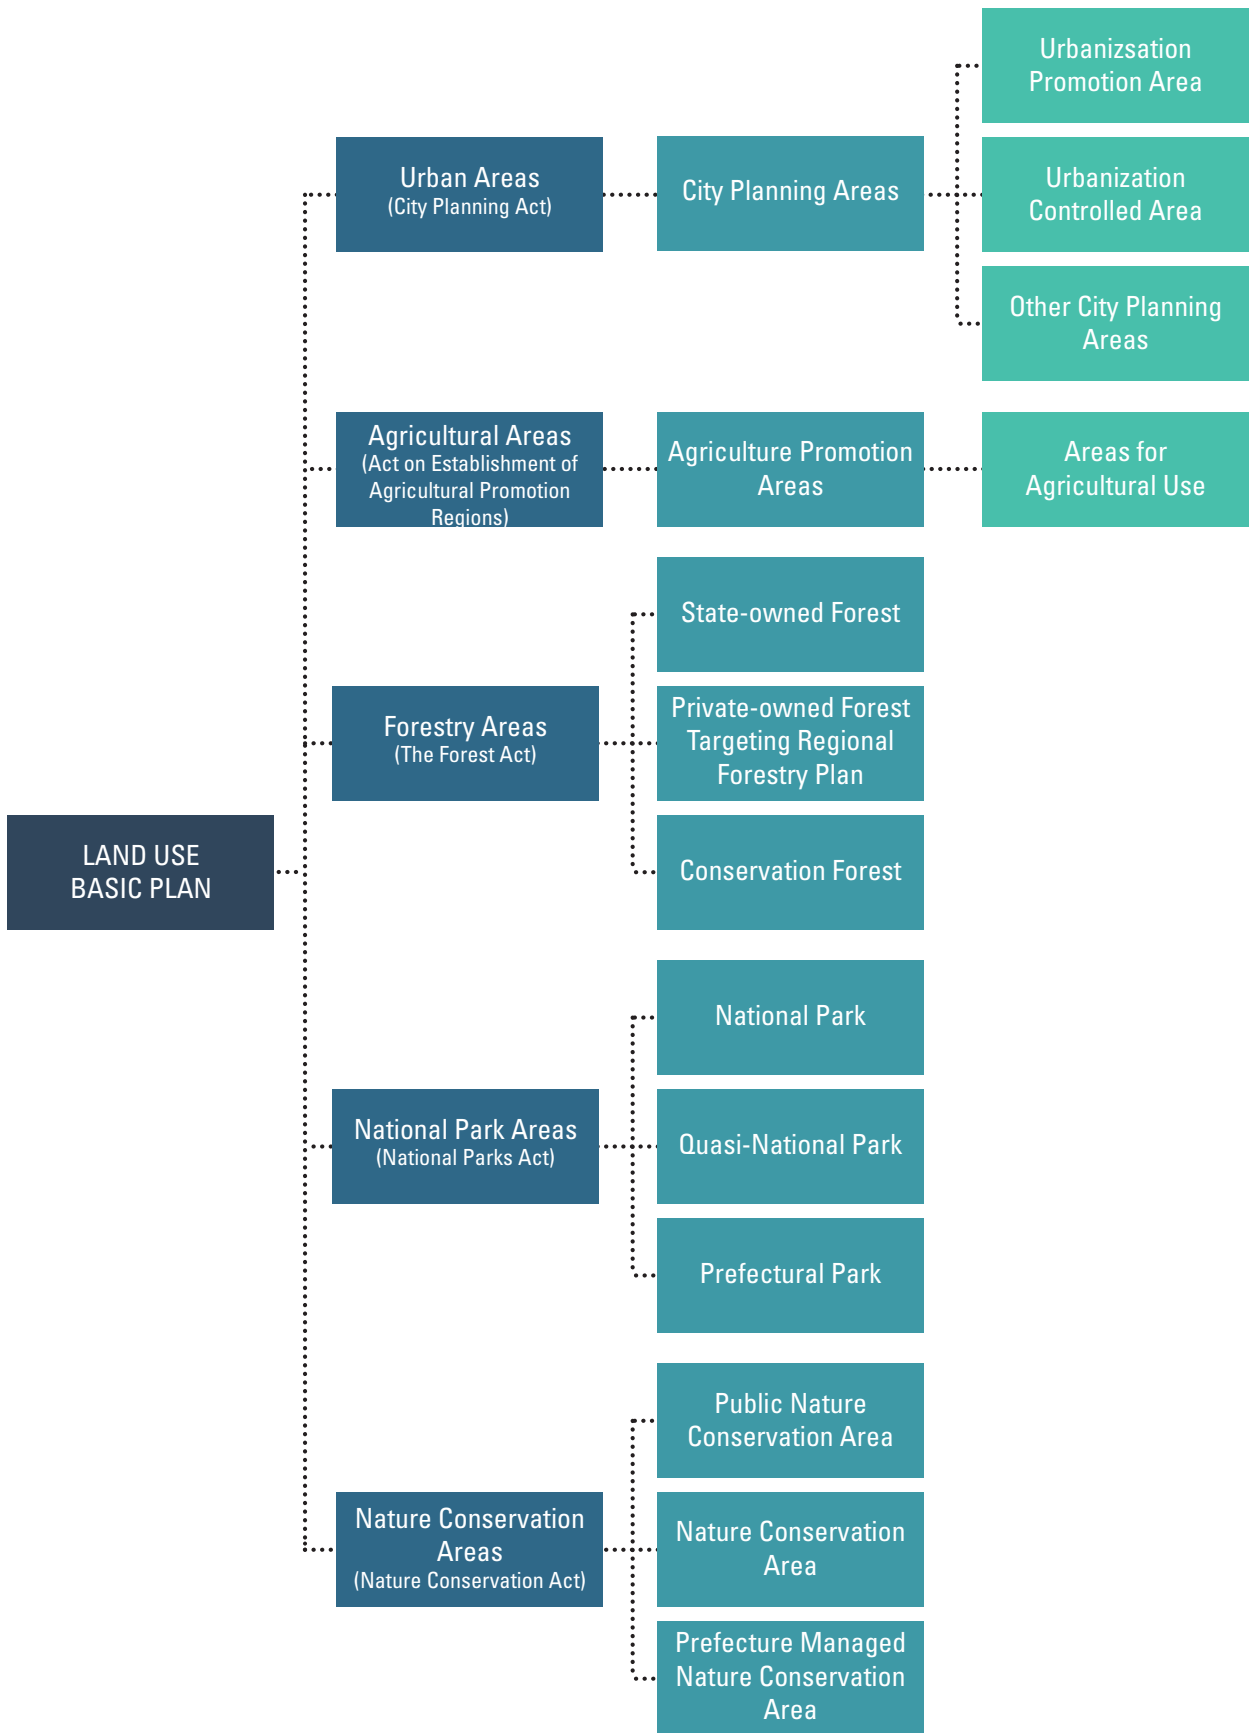 LAND USE
BASIC PLAN
Urban Areas
(City Planning Act)
City Planning Areas
Urbanizsation
Promotion Area
Urbanization
Controlled Area
Other City Planning
Areas
Agricultural Areas
(Act on Establishment of
Agricultural Promotion
Regions)
Agriculture Promotion
Areas
Areas for
Agricultural Use
Forestry Areas
(The Forest Act)
State-owned Forest
Private-owned Forest
Targeting Regional
Forestry Plan
Conservation Forest
National Park Areas
(National Parks Act)
National Park
Quasi-National Park
Prefectural Park
Nature Conservation
Areas
(Nature Conservation Act)
Public Nature
Conservation Area
Nature Conservation
Area
Prefecture Managed
Nature Conservation
Area